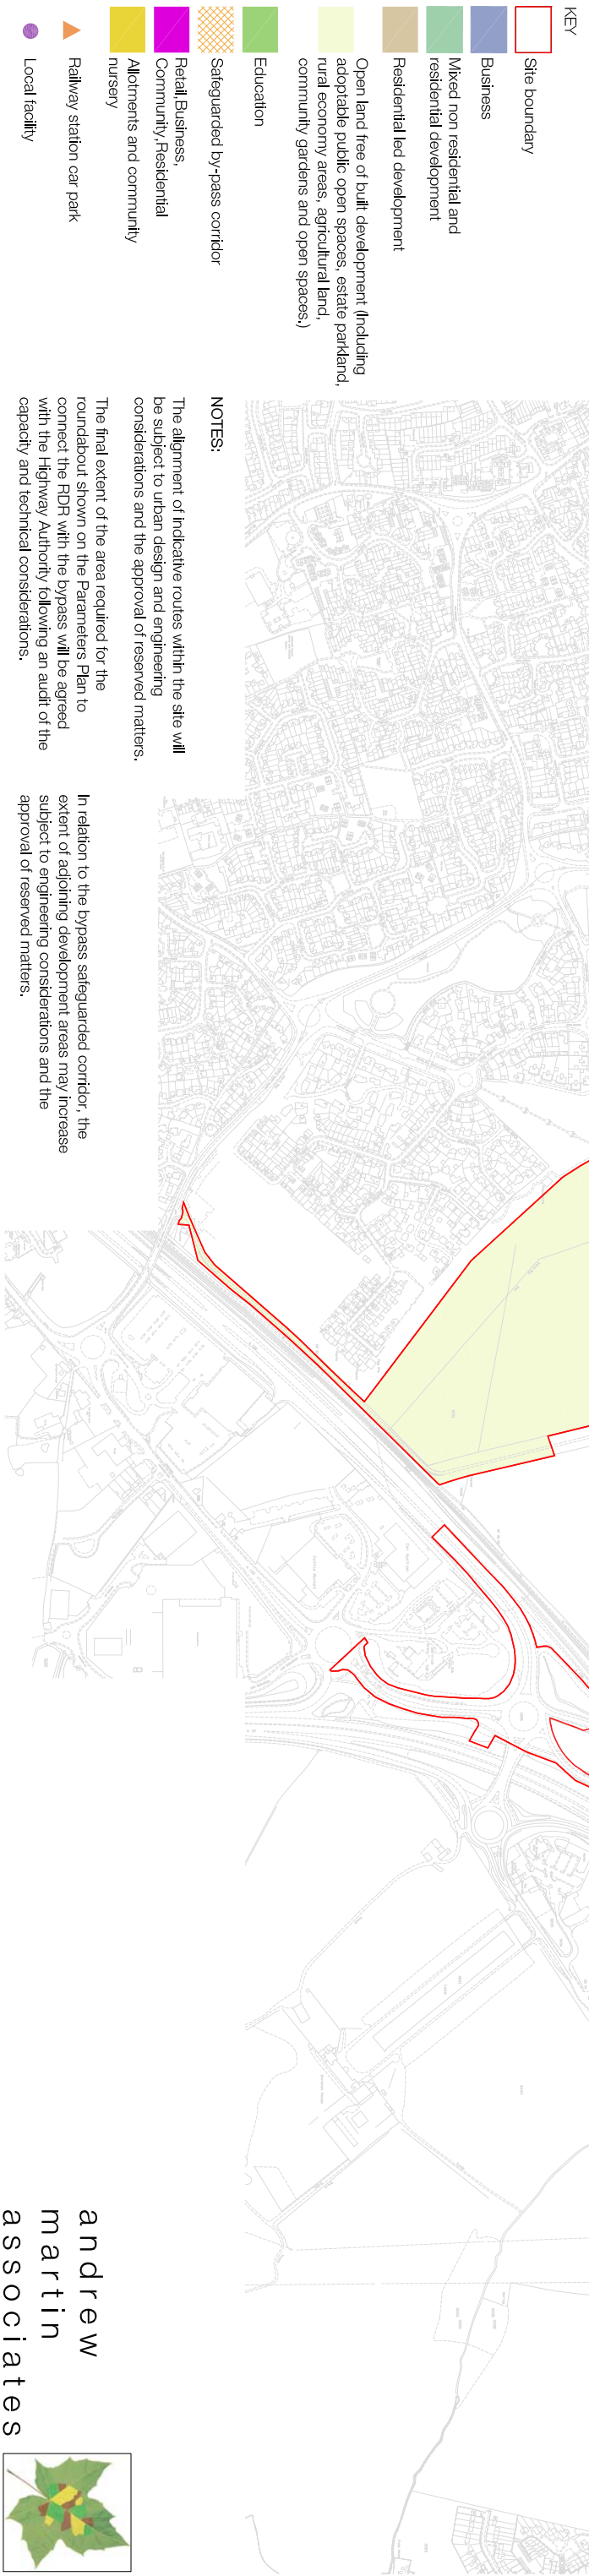 KEY
Site boundary
Business
Mixed non residential and
residential development
Residential led development
Open land free of built development (Including
adoptable public open spaces, estate parkland,
rural economy areas, agricultural land,
community gardens and open spaces.)
Education
Safeguarded by-pass corridor
Retail,Business,
Community,Residential
Allotments and community
nursery
Railway station car park
Local facility
NOTES:
The alignment of indicative routes within the site will
be subject to urban design and engineering
considerations and the approval of reserved matters.
The final extent of the area required for the
roundabout shown on the Parameters Plan to
connect the RDR with the bypass will be agreed
with the Highway Authority following an audit of the
capacity and technical considerations.
In relation to the bypass safeguarded corridor, the
extent of adjoining development areas may increase
subject to engineering considerations and the
approval of reserved matters.
andrew
martin
associates